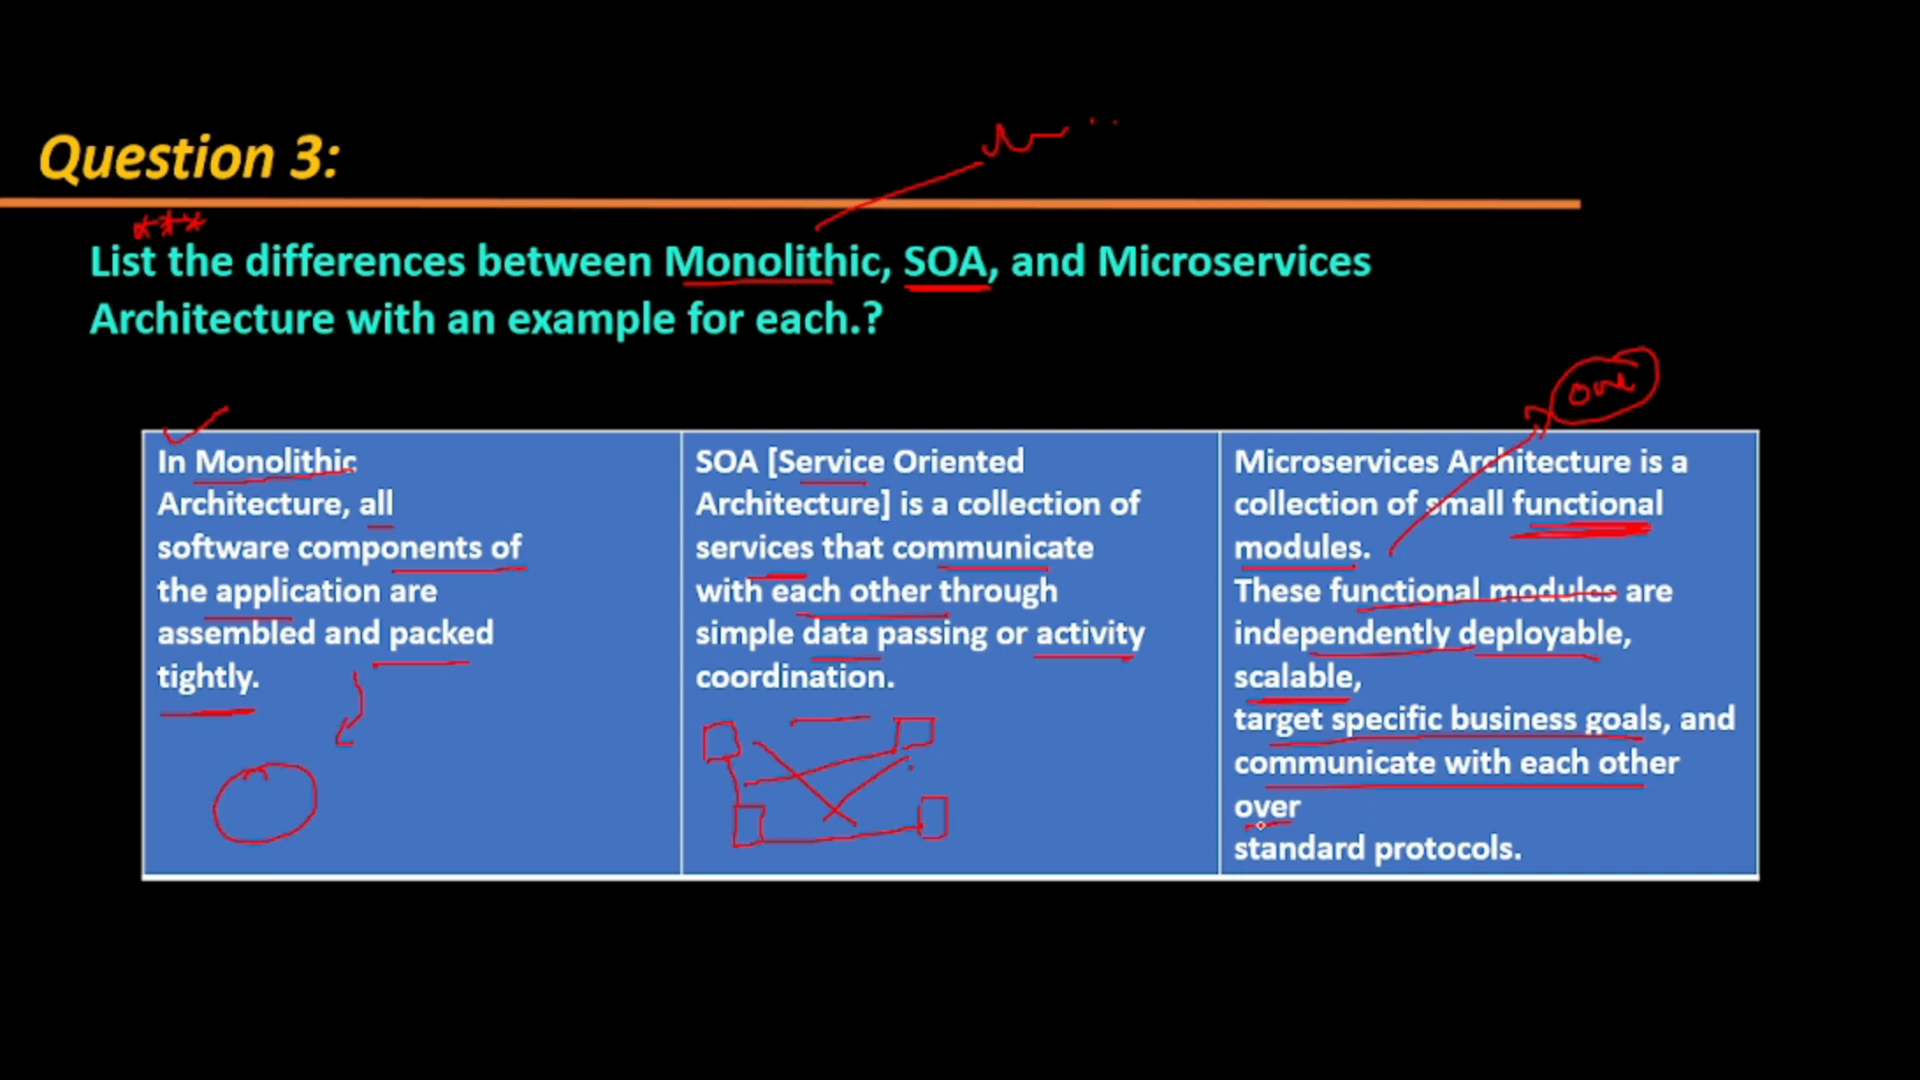 Question 3:
List the differences between Monolithic, SOA, and Microservices
Architecture with an example for each.?
one
In Monolithic
Architecture, all
software components of
the application are
assembled and packed
tightly.
SOA [Service Oriented
Architecture] is a collection of
services that communicate
with each other through
simple data passing or activity
coordination.
Microservices Architecture is a
collection of small functional
modules.
These functional modules are
independently deployable,
scalable,
target specific business goals, and
communicate with each other
over
standard protocols.